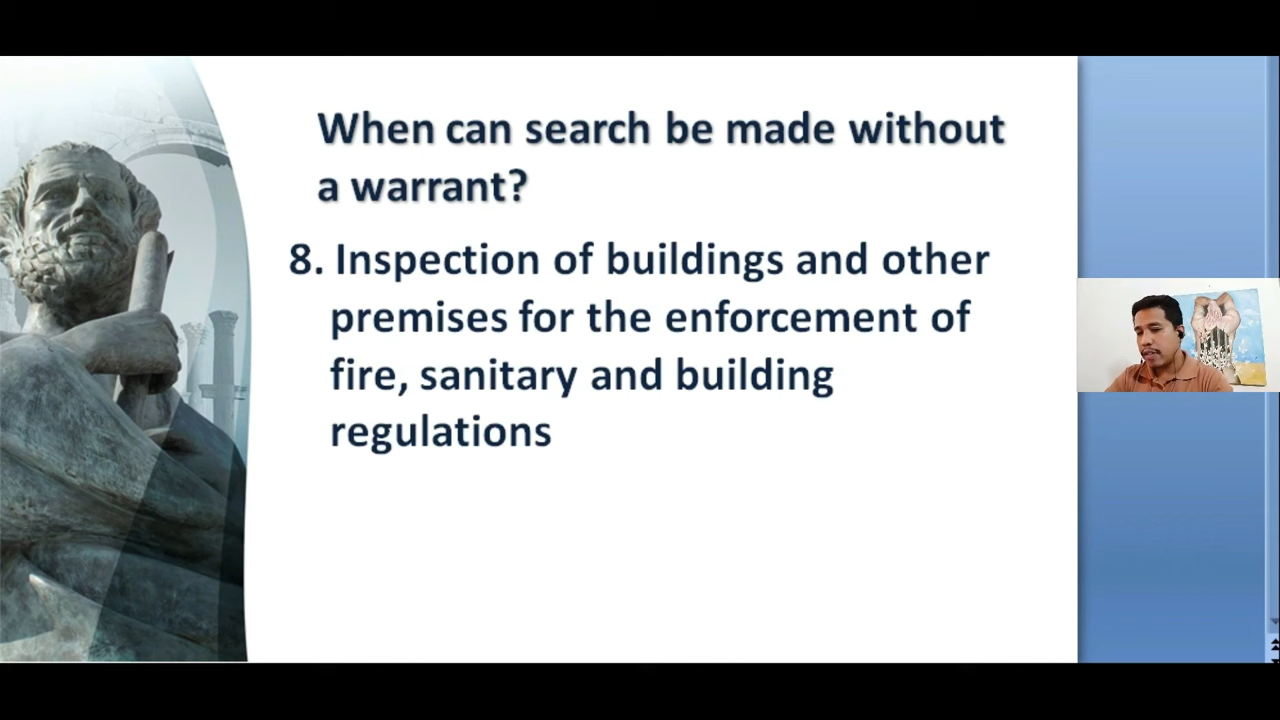 When can search be made without
a warrant?
8. Inspection of buildings and other
premises for the enforcement of
fire, sanitary and building
regulations